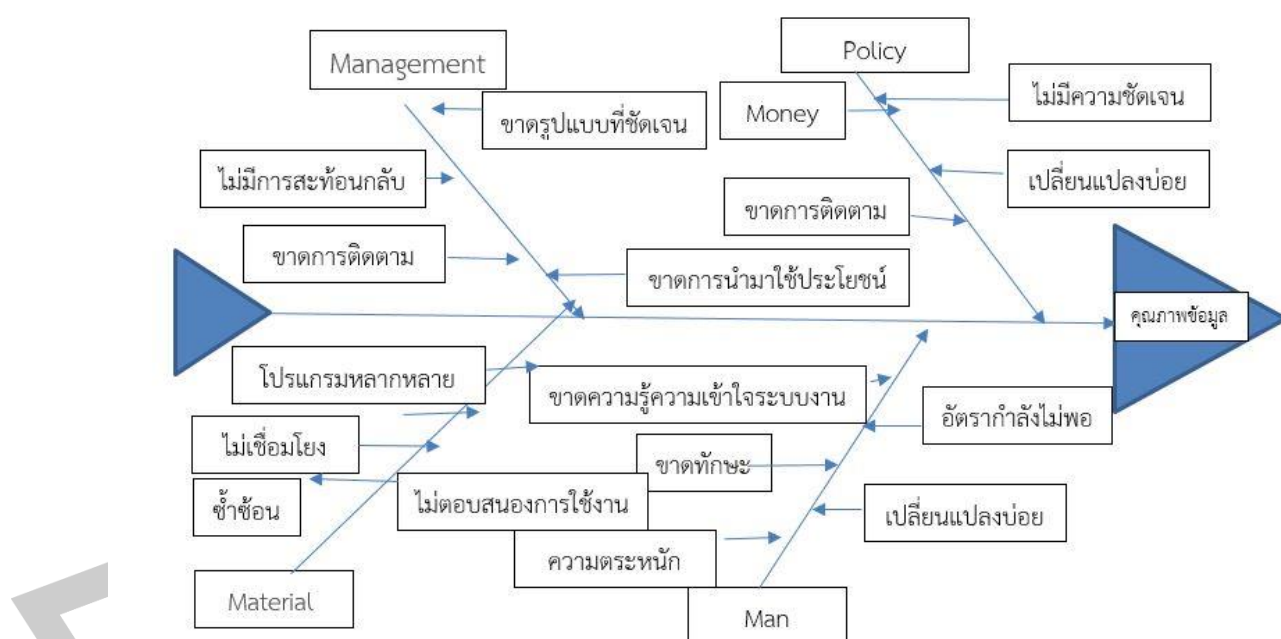 Policy
Management
ไม่มีความชัดเจน
Money
ขาดรูปแบบที่ชัดเจน
ไม่มีการสะท้อนกลับ
เปลี่ยนแปลงบ่อย
ขาดการติดตาม
ขาดการติดตาม
ขาดการนำมาใช้ประโยชน์
คุณภาพข้อมูล
โปรแกรมหลากหลาย
ขาดความรู้ความเข้าใจระบบงาน
อัตรากำลังไม่พอ
ไม่เชื่อมโยง
ขาดทักษะ
ซ้ำซ้อน
ไม่ตอบสนองการใช้งาน
เปลี่ยนแปลงบ่อย
ความตระหนัก
Material
Man